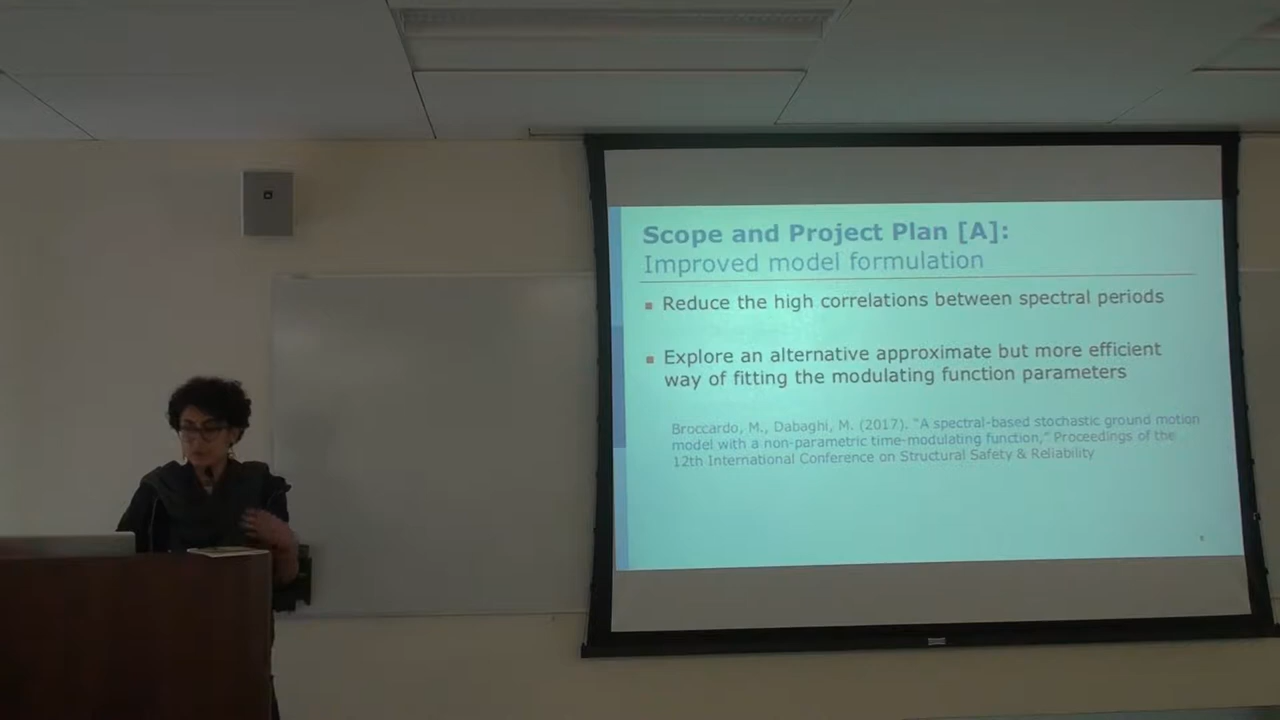 Scope and Project Plan [A]:
Improved model formulation
Reduce the high correlations between spectral periods
Explore an alternative approximate but more efficient
way of fitting the modulating function parameters
Broccardo, M., Dabaghi, M. (2017). "A spectral-based stochastic ground motion
model with a non-parametric time-modulating function," Proceedings of the
12th International Conference on Structural Safety & Reliability